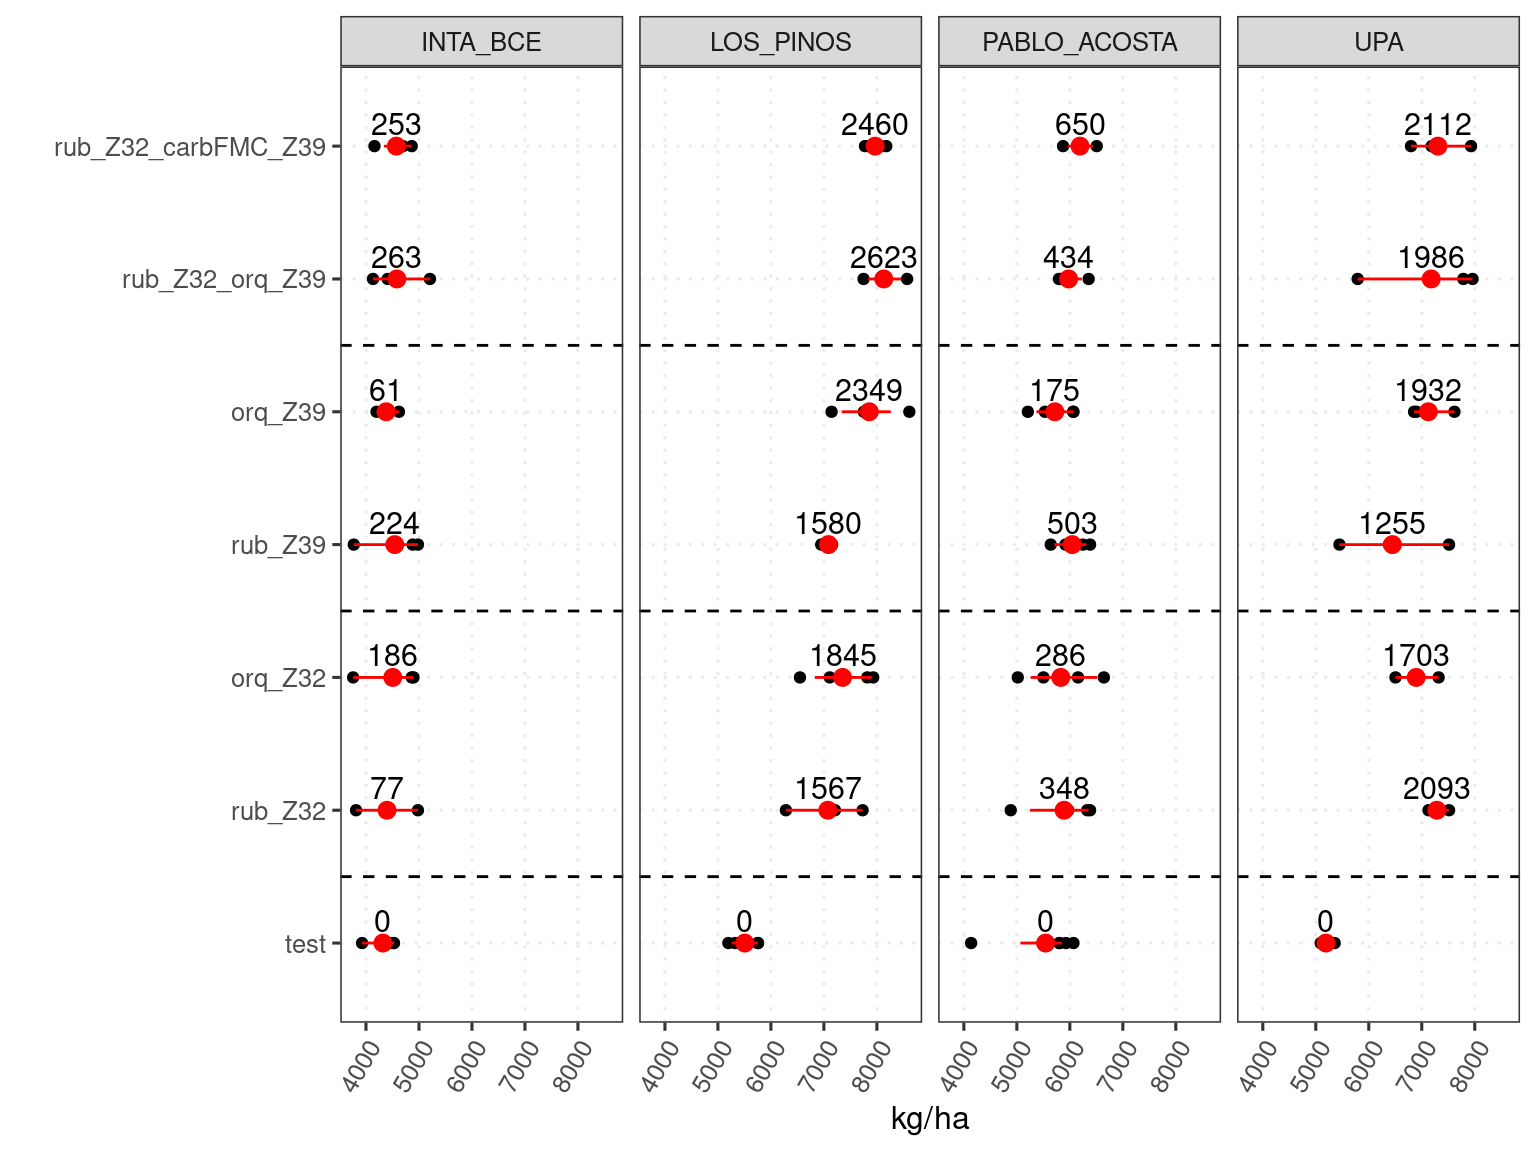 INTA_BCE LOS_PINOS PABLO_ACOSTA UPA
rub_Z32_carbFMC_Z39 253 2460 650 2112
rub_Z32_orq_Z39 263 2623 434 1986
orq_Z39 61 2349 175 1932
rub_Z39 224 1580 503 1255
orq_Z32 186 1845 286 1703
rub_Z32 77 1567 348 2093
test 0 0 0 0
4000 5000 6000 7000 8000 4000 5000 6000 7000 8000 4000 5000 6000 7000 8000 4000 5000 6000 7000 8000
kg/ha